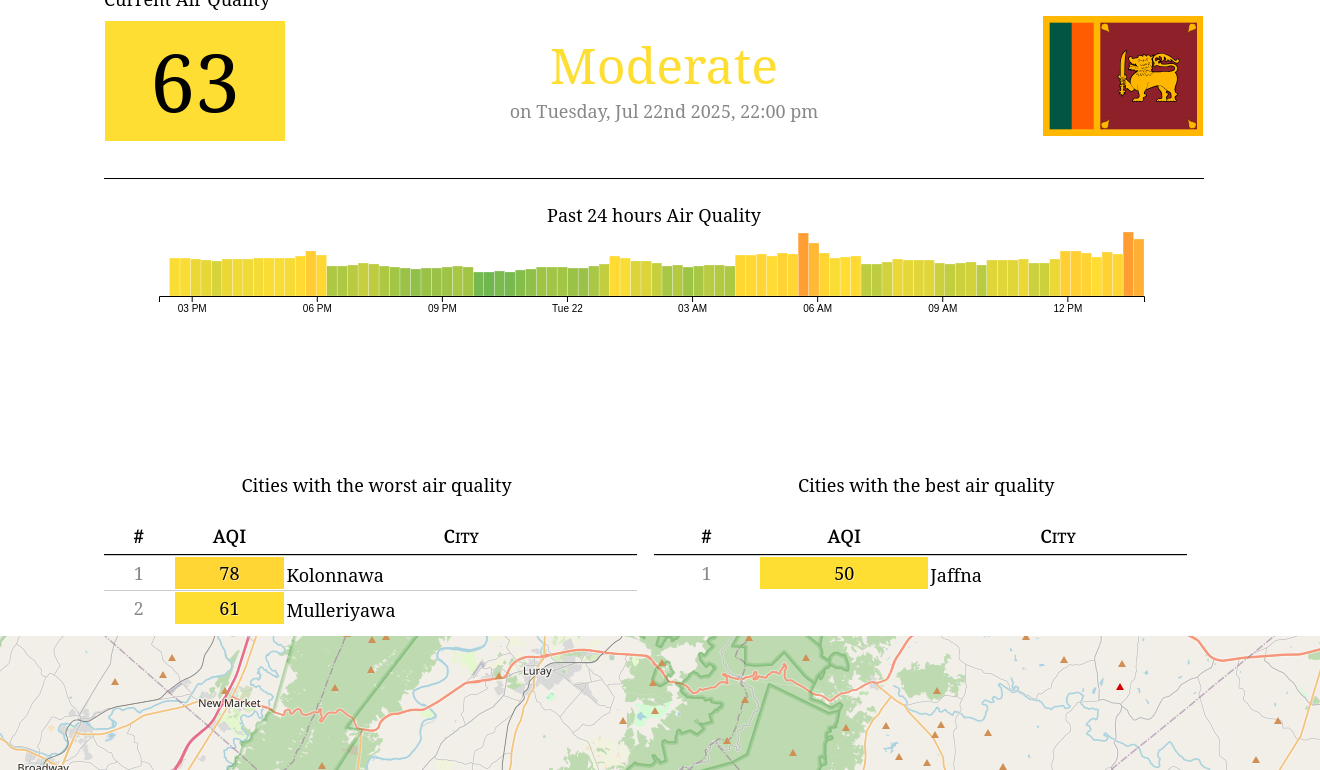 Current Air Quality
63
Moderate
on Tuesday, Jul 22nd 2025, 22:00 pm
Past 24 hours Air Quality
03 PM 06 PM 09 PM Tue 22 03 AM 06 AM 09 AM 12 PM
Cities with the worst air quality
# AQI City
1 78 Kolonnawa
2 61 Mulleriyawa
Cities with the best air quality
# AQI City
1 50 Jaffna
Luray
New Market
Broadway